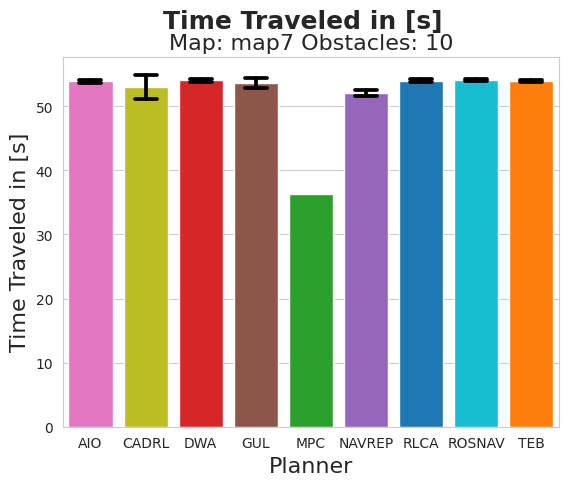 Time Traveled in [s]
Map: map7 Obstacles: 10
Time Traveled in [s]
50
40
30
20
10
0
AIO CADRL DWA GUL MPC NAVREP RLCA ROSNAV TEB
Planner